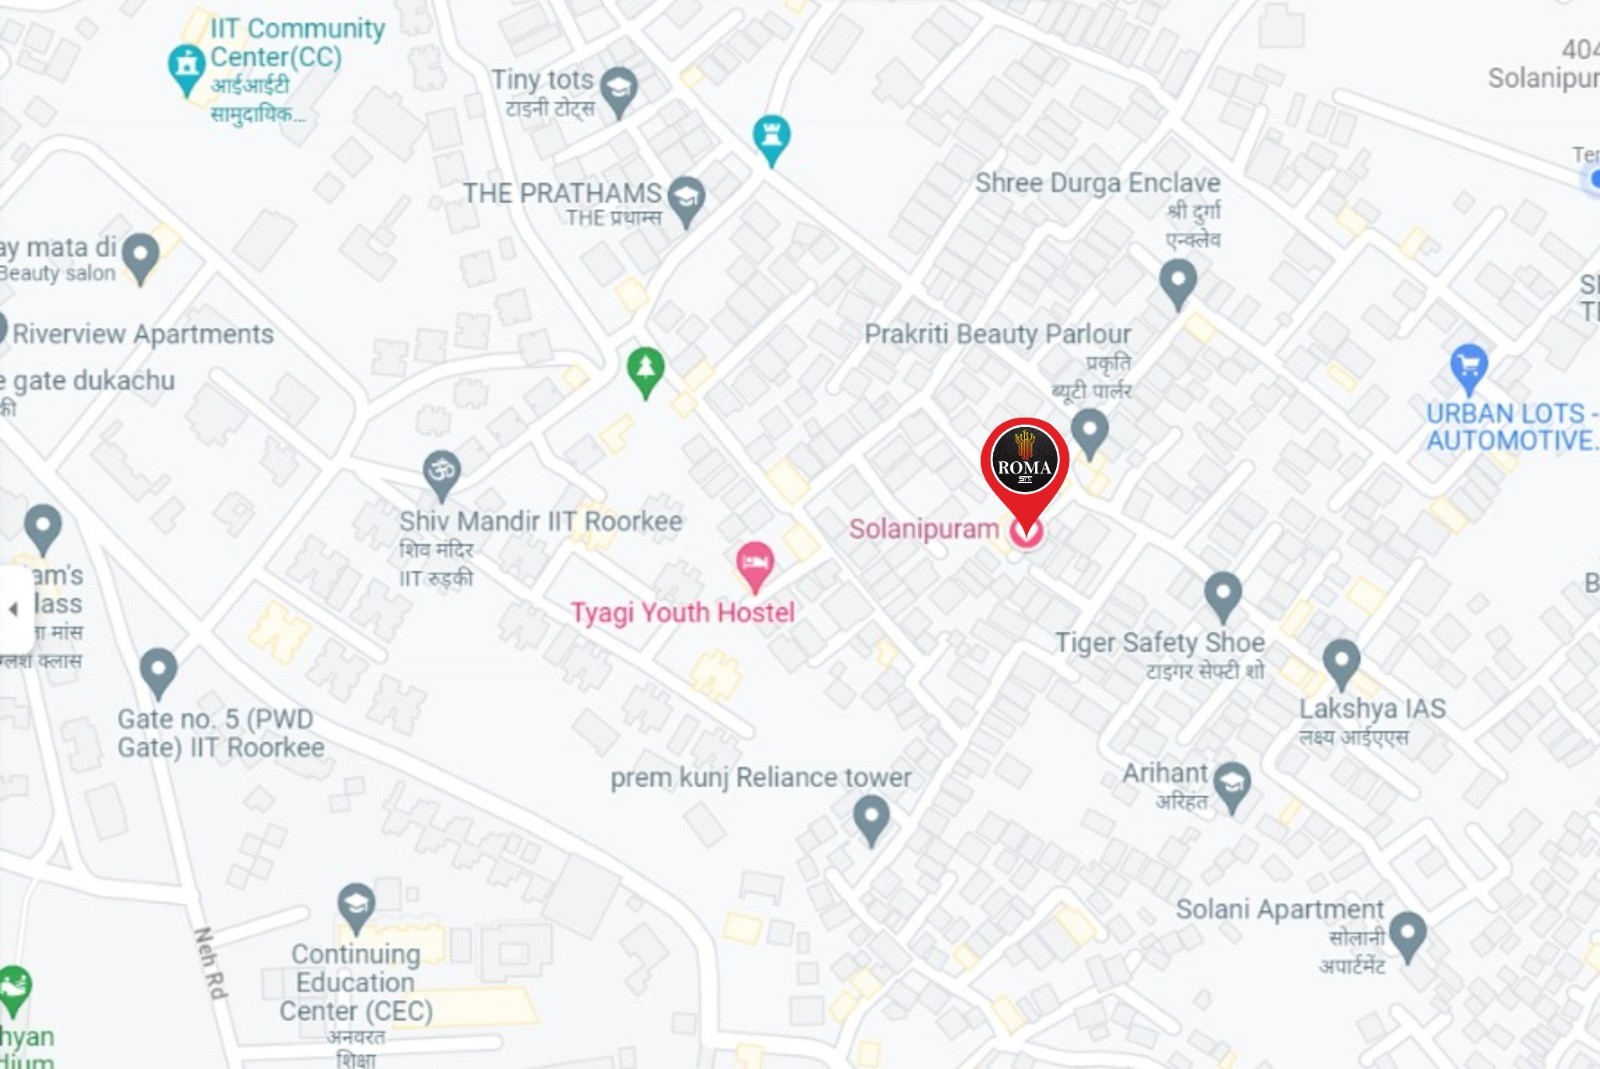 IIT Community
Center(CC)
आईआईटी
सामुदायिक...
Tiny tots
टाइनी टोट्स
404
Solanipur
THE PRATHAMS
THE प्रथाम्स
Shree Durga Enclave
श्री दुर्गा
एन्क्लेव
ay mata di
Beauty salon
Riverview Apartments
e gate dukachu
Prakriti Beauty Parlour
प्रकृति
ब्यूटी पार्लर
URBAN LOTS -
AUTOMOTIVE.
ROMA
Shiv Mandir IIT Roorkee
शिव मंदिर
IIT रुड़की
Solanipuram
Tyagi Youth Hostel
am's
lass
मांस
क्लास
Tiger Safety Shoe
टाइगर सेफ्टी शो
Lakshya IAS
लक्ष्य आईएएस
Gate no. 5 (PWD
Gate) IIT Roorkee
prem kunj Reliance tower
Arihant
अरिहंत
Solani Apartment
सोलानी
अपार्टमेंट
Neh Rd
Continuing
Education
Center (CEC)
अनवरत
शिक्षा
hyan
dium